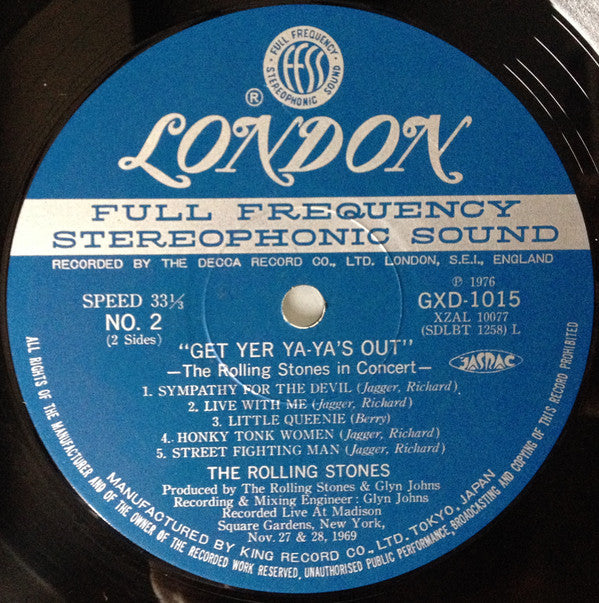 FULL FREQUENCY
ffss
STEREOPHONIC SOUND
®
LONDON
FULL FREQUENCY
STEREOPHONIC SOUND
RECORDED BY THE DECCA RECORD CO., LTD. LONDON, S.E.I., ENGLAND
SPEED 33⅓
NO. 2
(2 Sides)
Ⓟ 1976
GXD-1015
XZAL 10077
(SDLBT 1258) L
"GET YER YA-YA'S OUT"
—The Rolling Stones in Concert—
JASRAC
1. SYMPATHY FOR THE DEVIL (Jagger, Richard)
2. LIVE WITH ME (Jagger, Richard)
3. LITTLE QUEENIE (Berry)
4. HONKY TONK WOMEN (Jagger, Richard)
5. STREET FIGHTING MAN (Jagger, Richard)
THE ROLLING STONES
Produced by The Rolling Stones & Glyn Johns
Recording & Mixing Engineer : Glyn Johns
Recorded Live At Madison
Square Gardens, New York,
Nov. 27 & 28, 1969
MANUFACTURED BY KING RECORD CO., LTD. TOKYO, JAPAN
ALL RIGHTS OF THE MANUFACTURER AND OF THE OWNER OF THE RECORDED WORK RESERVED, UNAUTHORISED PUBLIC PERFORMANCE, BROADCASTING AND COPYING OF THIS RECORD PROHIBITED